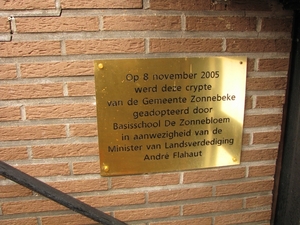 Op 8 november 2005
werd deze crypte
van de Gemeente Zonnebeke
geadopteerd door
Basisschool De Zonnebloem
in aanwezigheid van de
Minister van Landsverdediging
André Flahaut